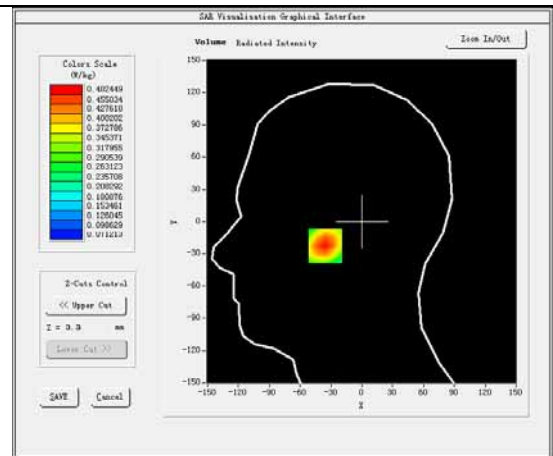 SAR Visualisation Graphical Interface
Volume Radiated Intensity
Zoom In/Out
Colors Scale
(W/kg)
0.482449
0.455034
0.427618
0.400202
0.372786
0.345371
0.317955
0.290539
0.263123
0.235708
0.208292
0.180876
0.153461
0.126045
0.098629
0.071213
Z-Cuts Control
<< Upper Cut
Z = 3.3 mm
Lower Cut >>
SAVE Cancel
150
120
90
60
30
0
-30
-60
-90
-120
-150
Y
-150 -120 -90 -60 -30 0 30 60 90 120 150
X